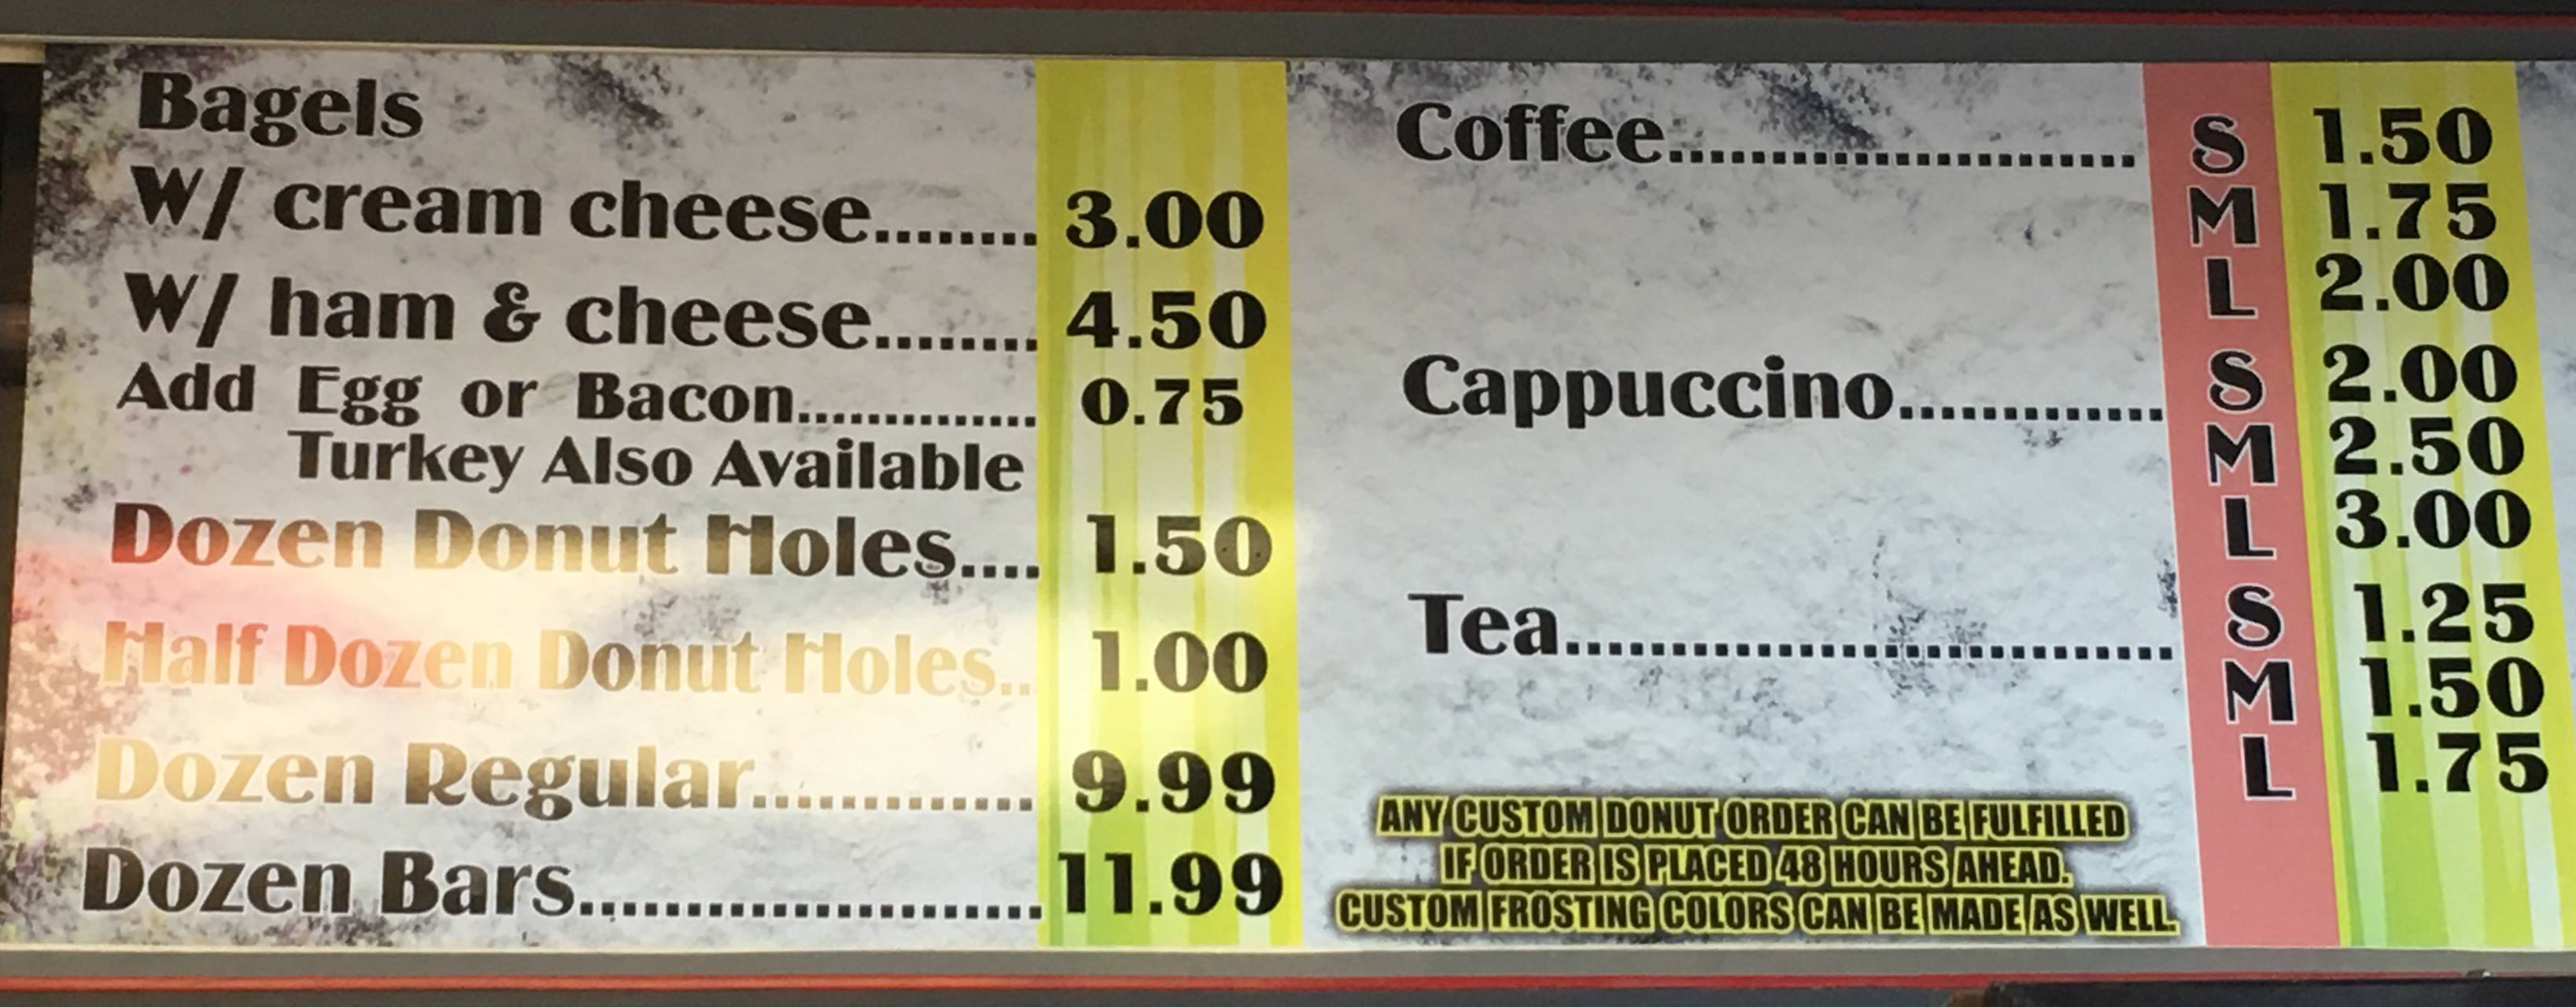 Bagels
W/ cream cheese........ 3.00
W/ ham & cheese........ 4.50
Add Egg or Bacon.............. 0.75
Turkey Also Available
Dozen Donut Holes.... 1.50
Half Dozen Donut Holes.. 1.00
Dozen Regular............. 9.99
Dozen Bars...................... 11.99
Coffee....................... S 1.50
M 1.75
L 2.00
Cappuccino............. S 2.00
M 2.50
L 3.00
Tea.............................. S 1.25
M 1.50
L 1.75
ANY CUSTOM DONUT ORDER CAN BE FULFILLED
IF ORDER IS PLACED 48 HOURS AHEAD.
CUSTOM FROSTING COLORS CAN BE MADE AS WELL.